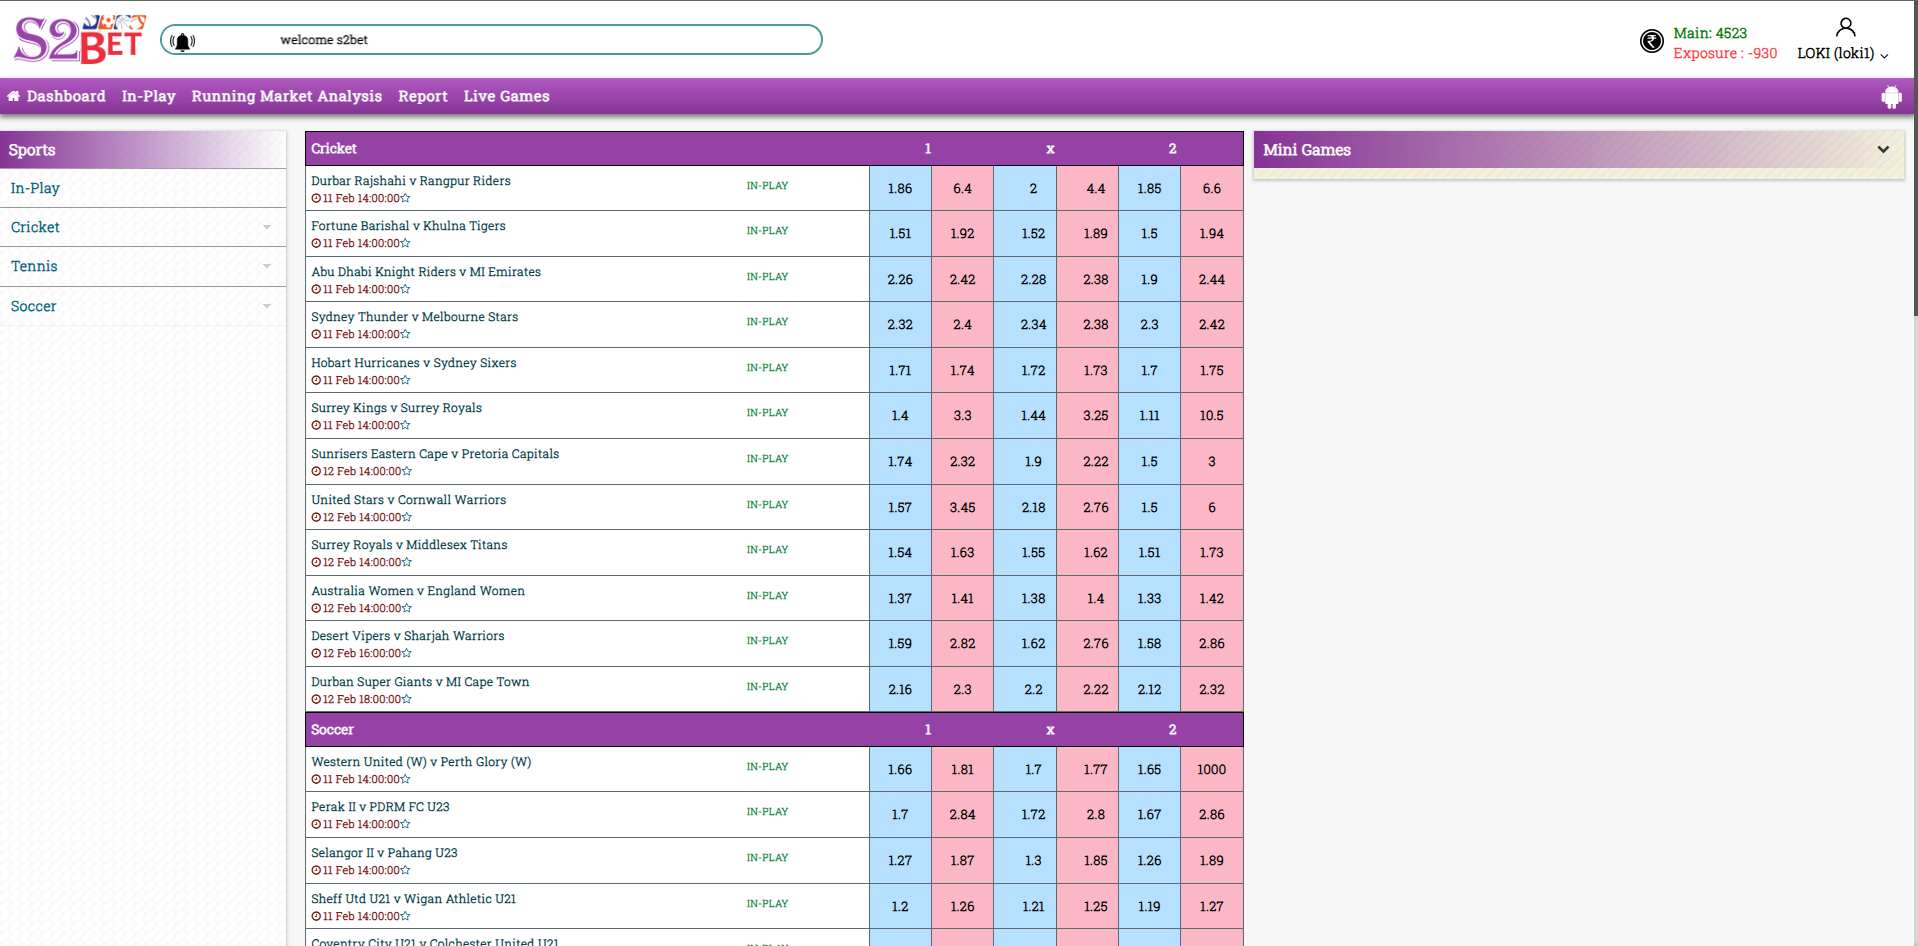 S2BET
welcome s2bet
Main: 4523
Exposure : -930
LOKI (loki1)
Dashboard In-Play Running Market Analysis Report Live Games
Sports
In-Play
Cricket
Tennis
Soccer
Cricket 1 x 2
Durbar Rajshahi v Rangpur Riders IN-PLAY 1.86 6.4 2 4.4 1.85 6.6
11 Feb 14:00:00
Fortune Barishal v Khulna Tigers IN-PLAY 1.51 1.92 1.52 1.89 1.5 1.94
11 Feb 14:00:00
Abu Dhabi Knight Riders v MI Emirates IN-PLAY 2.26 2.42 2.28 2.38 1.9 2.44
11 Feb 14:00:00
Sydney Thunder v Melbourne Stars IN-PLAY 2.32 2.4 2.34 2.38 2.3 2.42
11 Feb 14:00:00
Hobart Hurricanes v Sydney Sixers IN-PLAY 1.71 1.74 1.72 1.73 1.7 1.75
11 Feb 14:00:00
Surrey Kings v Surrey Royals IN-PLAY 1.4 3.3 1.44 3.25 1.11 10.5
11 Feb 14:00:00
Sunrisers Eastern Cape v Pretoria Capitals IN-PLAY 1.74 2.32 1.9 2.22 1.5 3
12 Feb 14:00:00
United Stars v Cornwall Warriors IN-PLAY 1.57 3.45 2.18 2.76 1.5 6
12 Feb 14:00:00
Surrey Royals v Middlesex Titans IN-PLAY 1.54 1.63 1.55 1.62 1.51 1.73
12 Feb 14:00:00
Australia Women v England Women IN-PLAY 1.37 1.41 1.38 1.4 1.33 1.42
12 Feb 14:00:00
Desert Vipers v Sharjah Warriors IN-PLAY 1.59 2.82 1.62 2.76 1.58 2.86
12 Feb 16:00:00
Durban Super Giants v MI Cape Town IN-PLAY 2.16 2.3 2.2 2.22 2.12 2.32
12 Feb 18:00:00
Soccer 1 x 2
Western United (W) v Perth Glory (W) IN-PLAY 1.66 1.81 1.7 1.77 1.65 1000
11 Feb 14:00:00
Perak II v PDRM FC U23 IN-PLAY 1.7 2.84 1.72 2.8 1.67 2.86
11 Feb 14:00:00
Selangor II v Pahang U23 IN-PLAY 1.27 1.87 1.3 1.85 1.26 1.89
11 Feb 14:00:00
Sheff Utd U21 v Wigan Athletic U21 IN-PLAY 1.2 1.26 1.21 1.25 1.19 1.27
11 Feb 14:00:00
Coventry City U21 v Colchester United U21
Mini Games